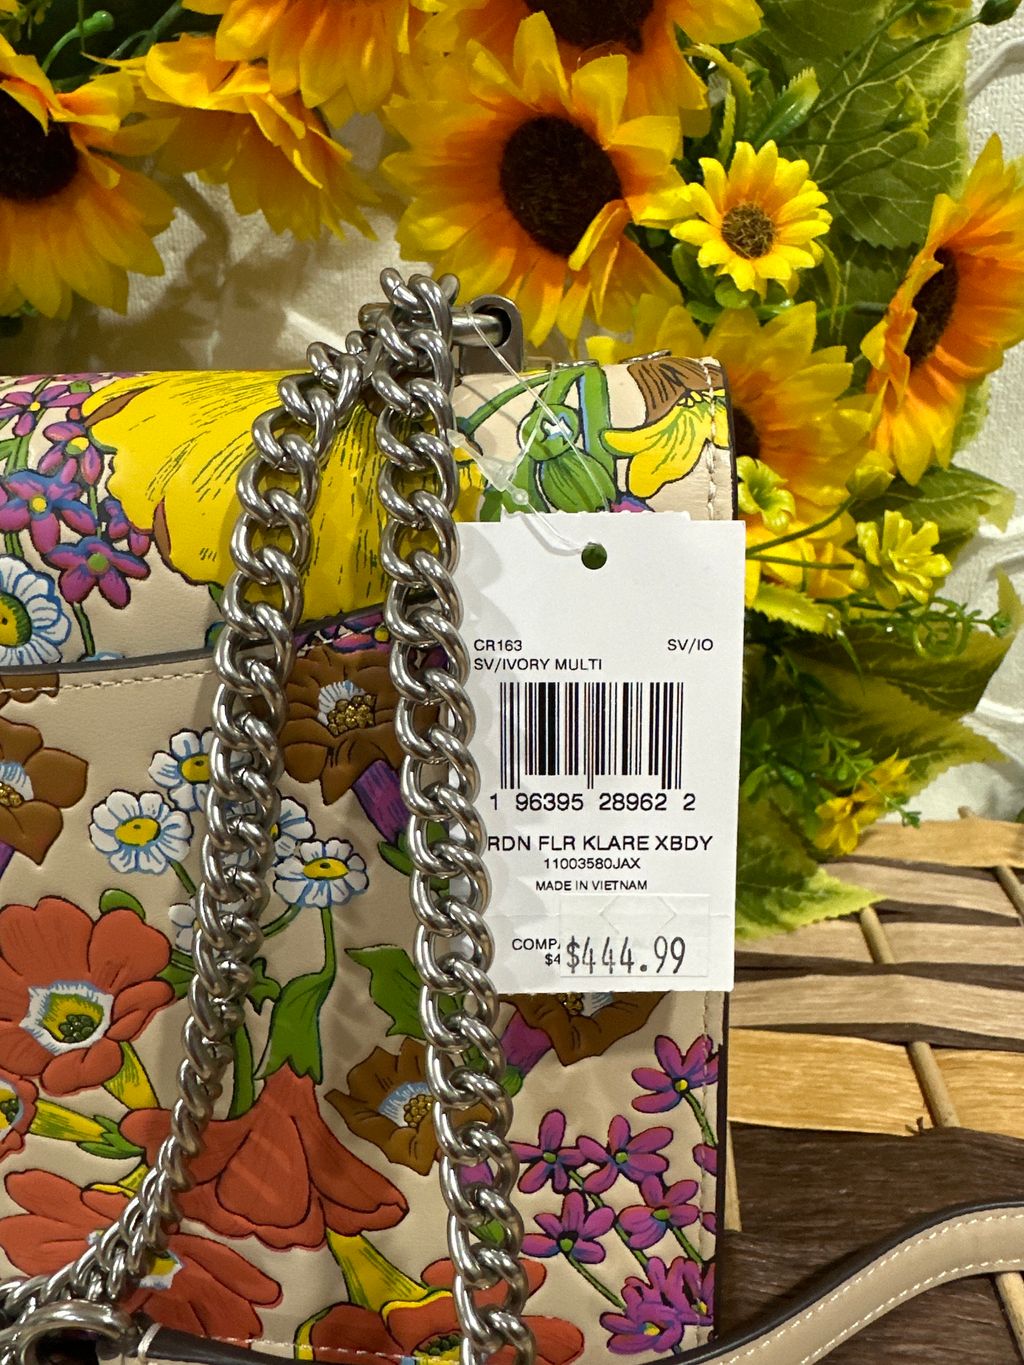 CR163 SV/IO
SV/IVORY MULTI
1 96395 28962 2
RDN FLR KLARE XBDY
11003580JAX
MADE IN VIETNAM
$444.99